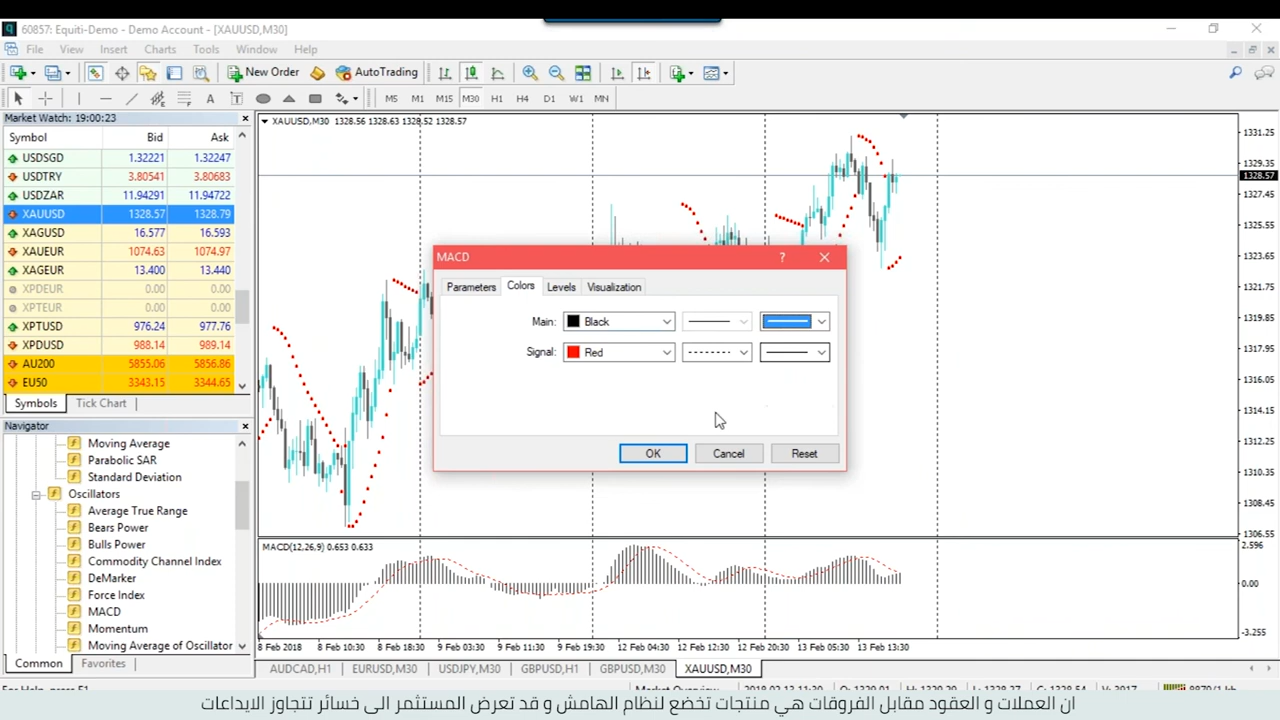 60857: Equiti-Demo - Demo Account - [XAUUSD,M30]
File View Insert Charts Tools Window Help
New Order AutoTrading
A T M5 M1 M15 M30 H1 H4 D1 W1 MN
Market Watch: 19:00:23
Symbol Bid Ask
USDSGD 1.32221 1.32247
USDTRY 3.80541 3.80683
USDZAR 11.94291 11.94722
XAUUSD 1328.57 1328.79
XAGUSD 16.577 16.593
XAUEUR 1074.63 1074.97
XAGEUR 13.400 13.440
XPDEUR 0.00 0.00
XPTEUR 0.00 0.00
XPTUSD 976.24 977.76
XPDUSD 988.14 989.14
AU200 5855.06 5856.86
EU50 3343.15 3344.65
Symbols Tick Chart
Navigator
Moving Average
Parabolic SAR
Standard Deviation
Oscillators
Average True Range
Bears Power
Bulls Power
Commodity Channel Index
DeMarker
Force Index
MACD
Momentum
Moving Average of Oscillator
Common Favorites
XAUUSD,M30 1328.56 1328.63 1328.52 1328.57
1331.25
1329.35
1328.57
1327.45
1325.55
1323.65
1321.75
1319.85
1317.95
1316.05
1314.15
1312.25
1310.35
1308.45
1306.55
MACD
?
Parameters Colors Levels Visualization
Main: Black
Signal: Red
OK Cancel Reset
MACD(12,26,9) 0.653 0.633
2.596
0.00
-3.255
8 Feb 2018 8 Feb 10:30 8 Feb 18:30 9 Feb 03:30 9 Feb 11:30 9 Feb 19:30 12 Feb 04:30 12 Feb 12:30 12 Feb 20:30 13 Feb 05:30 13 Feb 13:30
AUDCAD,H1 EURUSD,M30 USDJPY,M30 GBPUSD,H1 GBPUSD,M30 XAUUSD,M30
For Help, press F1 Market Overview 2018.02.13 11:30
ان العملات و العقود مقابل الفروقات هي منتجات تخضع لنظام الهامش و قد تعرض المستثمر الى خسائر تتجاوز الايداعات